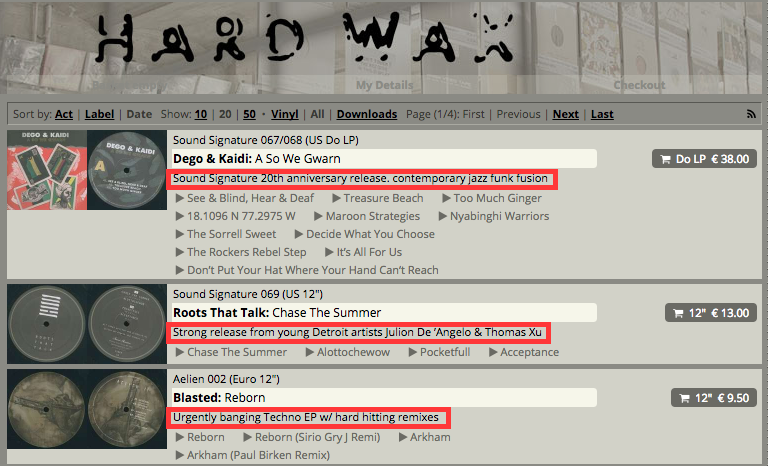 HARD WAX
My Details
Checkout
Sort by: Act | Label | Date Show: 10 | 20 | 50 · Vinyl | All | Downloads Page (1/4): First | Previous | Next | Last
DEGO & KAIDI
A
Sound Signature 067/068 (US Do LP)
Dego & Kaidi: A So We Gwarn
Do LP € 38.00
Sound Signature 20th anniversary release. contemporary jazz funk fusion
See & Blind, Hear & Deaf Treasure Beach Too Much Ginger
18.1096 N 77.2975 W Maroon Strategies Nyabinghi Warriors
The Sorrell Sweet Decide What You Choose
The Rockers Rebel Step It's All For Us
Don't Put Your Hat Where Your Hand Can't Reach
Sound Signature 069 (US 12")
Roots That Talk: Chase The Summer
12" € 13.00
Strong release from young Detroit artists Julion De 'Angelo & Thomas Xu
Chase The Summer Alottochewow Pocketfull Acceptance
Aelien 002 (Euro 12")
Blasted: Reborn
12" € 9.50
Urgently banging Techno EP w/ hard hitting remixes
Reborn Reborn (Sirio Gry J Remi) Arkham
Arkham (Paul Birken Remix)